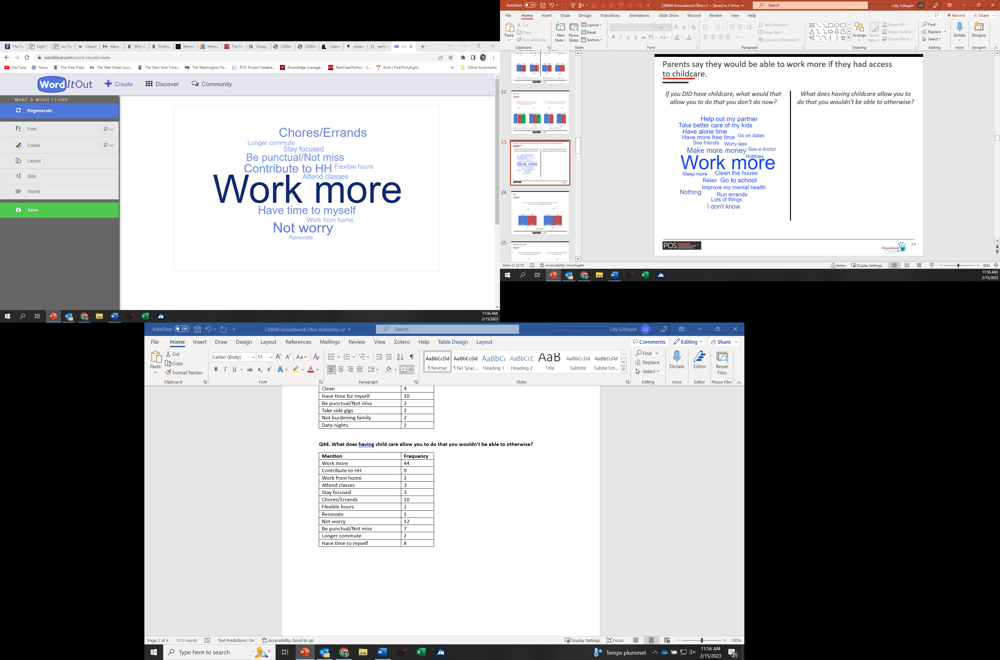 The Ca
Eight P
As Chri
Claude
Inbox (
Why A
Embrac
Wome
Menus
The ho
Shopp
23004
23004
Calend
Amazo
early c
Cre
worditout.com/word-cloud/create
YouTube
News
The Free Press
The Wall Street Jour...
The New York Time...
The Washington Po...
POS Project Databa...
Knowledge manage...
RealClearPolitics - 2...
Polls | FiveThirtyEight
»
Other bookmarks
WordItOut
Create
Discover
Community
MAKE A WORD CLOUD
Regenerate
Font
Colour
Layout
Size
Words
Save
Chores/Errands
Longer commute
Stay focused
Be punctual/Not miss
Contribute to HH Flexible hours
Attend classes
Work more
Have time to myself
Work from home
Not worry
Renovate
11:56 AM
2/15/2023
AutoSave Off
230044 Groundwork Ohio v1 • Saved to J: Drive
Search
Lilly Gillespie LG
File Home Insert Draw Design Transitions Animations Slide Show Record Review View Help
Record Share
Paste
Cut
Copy
Format Painter
New Slide
Reuse Slides
Layout
Reset
Section
48
Text Direction
Align Text
Convert to SmartArt
Arrange
Quick Styles
Shape Fill
Shape Outline
Shape Effects
Find
Replace
Select
Dictate
Designer
Clipboard Slides Font Paragraph Drawing Editing Voice Designer
22
23
24
25
Parents say they would be able to work more if they had access
to childcare.
If you DID have childcare, what would that
allow you to do that you don't do now?
What does having childcare allow you to
do that you wouldn't be able to otherwise?
Help out my partner
Take better care of my kids
Have alone time
Have more free time Go on dates
See friends Worry less
Make more money See a doctor
Hobbies
Work more
Sleep more Clean the house
Relax Go to school
Improve my mental health
Nothing Run errands
Lots of things
I don't know
POS
Groundwork
OHIO
23
Slide 23 of 50
Accessibility: Investigate
Notes
Display Settings
90%
11:56 AM
2/15/2023
AutoSave Off
230044 Groundwork Ohio Verbatims v2
Search
Lilly Gillespie LG
File Home Insert Draw Design Layout References Mailings Review View Zotero Help Table Design Layout
Comments Editing Share
Paste
Cut
Copy
Format Painter
Calibri (Body) 11
AaBbCcDd
¶ Normal
AaBbCcDd
¶ No Spac...
AaBbCc
Heading 1
AaBbCcE
Heading 2
AaB
Title
AaBbCcDd
Subtitle
AaBbCcDd
Subtle Em...
Find
Replace
Select
Dictate
Editor
Reuse
Files
Clipboard Font Paragraph Styles Editing Voice Editor Reuse Files
Clean 4
Have time for myself 10
Be punctual/Not miss 2
Take side gigs 2
Not burdening family 2
Date nights 2
Q44. What does having child care allow you to do that you wouldn't be able to otherwise?
Mention Frequency
Work more 44
Contribute to HH 9
Work from home 2
Attend classes 3
Stay focused 3
Chores/Errands 10
Flexible hours 2
Renovate 1
Not worry 12
Be punctual/Not miss 7
Longer commute 2
Have time to myself 8
Page 2 of 4
1213 words
Text Predictions: On
Accessibility: Good to go
Display Settings
Focus
100%
Type here to search
Temps plummet
11:56 AM
2/15/2023
21